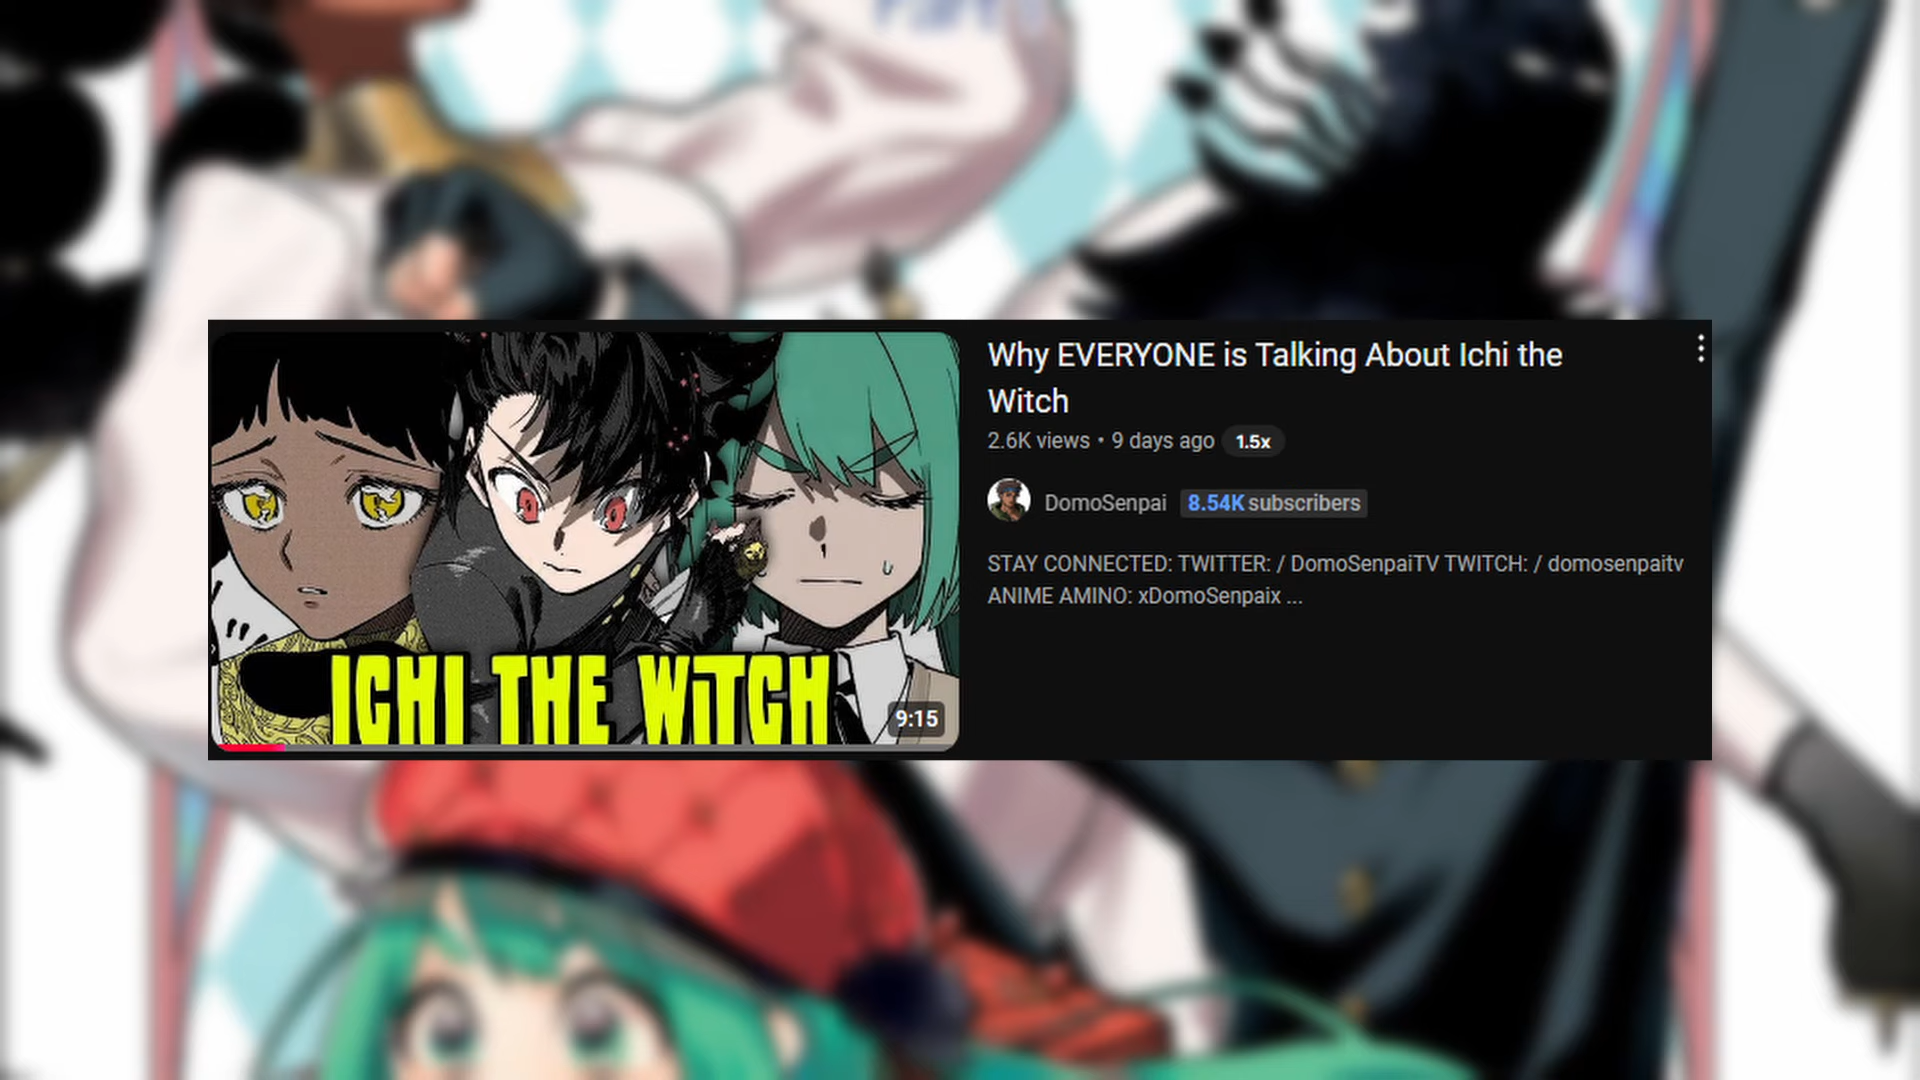 Why EVERYONE is Talking About Ichi the
Witch
2.6K views • 9 days ago 1.5x
DomoSenpai 8.54K subscribers
STAY CONNECTED: TWITTER: / DomoSenpaiTV TWITCH: / domosenpaitv
ANIME AMINO: xDomoSenpaix ...
ICHI THE WiTCH
9:15